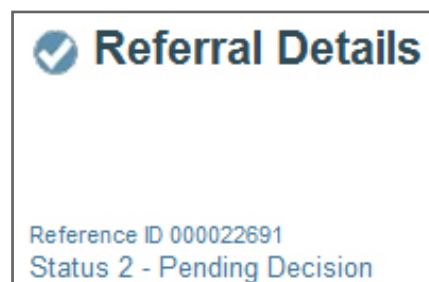 Referral Details
Reference ID 000022691
Status 2 - Pending Decision